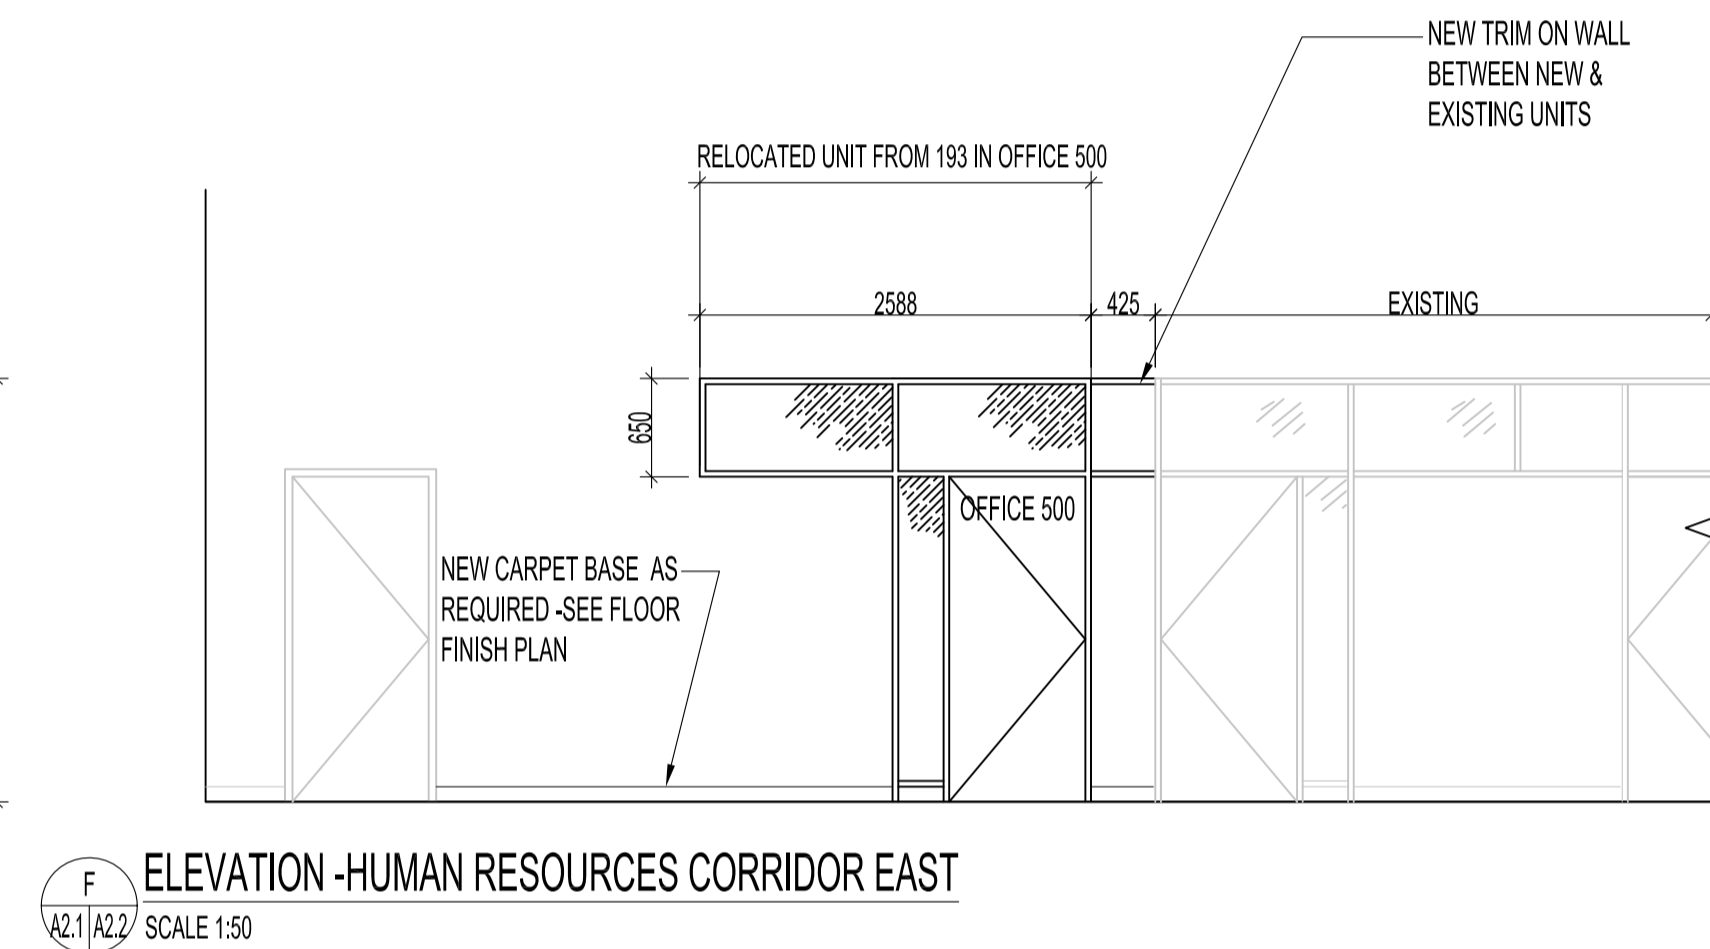 NEW TRIM ON WALL
BETWEEN NEW &
EXISTING UNITS
RELOCATED UNIT FROM 193 IN OFFICE 500
2588
425
EXISTING
650
OFFICE 500
NEW CARPET BASE AS
REQUIRED -SEE FLOOR
FINISH PLAN
F
A2.1 A2.2
ELEVATION -HUMAN RESOURCES CORRIDOR EAST
SCALE 1:50